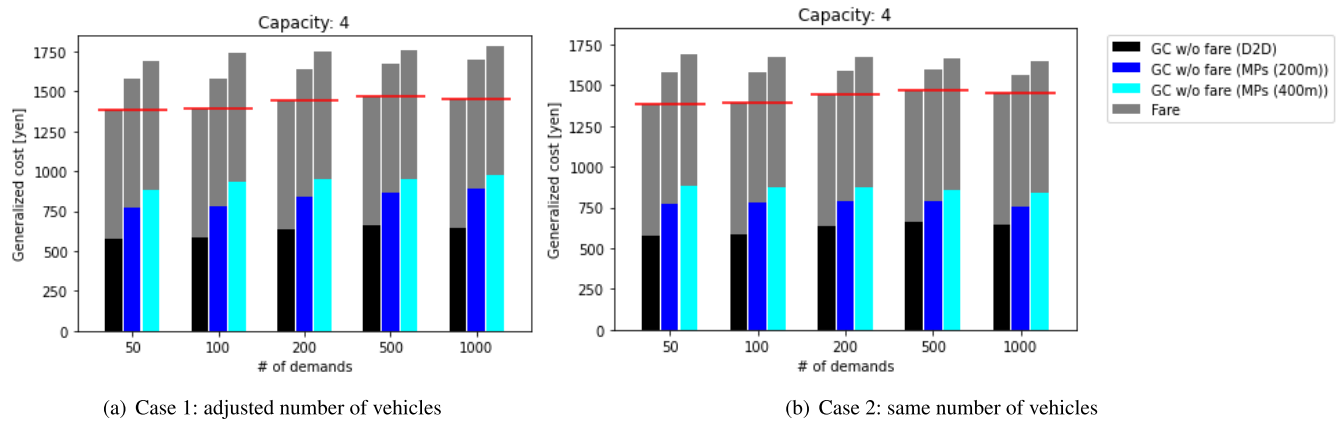 Capacity: 4
Generalized cost [yen]
1750
1500
1250
1000
750
500
250
0
50 100 200 500 1000
# of demands
(a) Case 1: adjusted number of vehicles
Capacity: 4
Generalized cost [yen]
1750
1500
1250
1000
750
500
250
0
50 100 200 500 1000
# of demands
(b) Case 2: same number of vehicles
GC w/o fare (D2D)
GC w/o fare (MPs (200m))
GC w/o fare (MPs (400m))
Fare